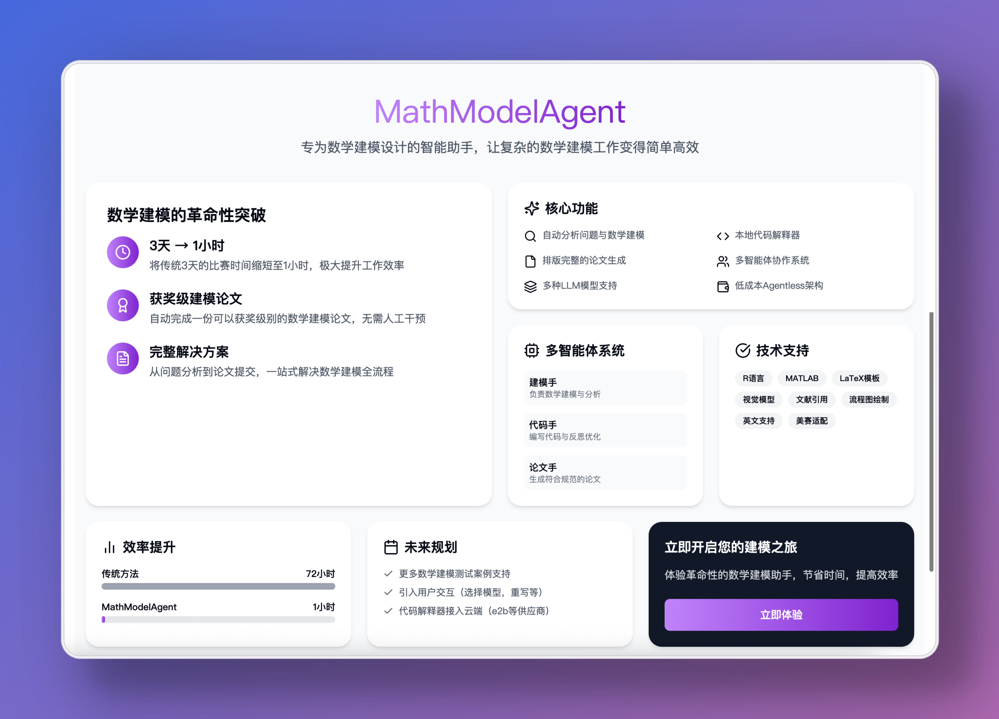 MathModelAgent
专为数学建模设计的智能助手，让复杂的数学建模工作变得简单高效
数学建模的革命性突破
3天 → 1小时
将传统3天的比赛时间缩短至1小时，极大提升工作效率
获奖级建模论文
自动完成一份可以获奖级别的数学建模论文，无需人工干预
完整解决方案
从问题分析到论文提交，一站式解决数学建模全流程
核心功能
自动分析问题与数学建模
本地代码解释器
排版完整的论文生成
多智能体协作系统
多种LLM模型支持
低成本Agentless架构
多智能体系统
建模手
负责数学建模与分析
代码手
编写代码与反思优化
论文手
生成符合规范的论文
技术支持
R语言 MATLAB LaTeX模板
视觉模型 文献引用 流程图绘制
英文支持 美赛适配
效率提升
传统方法 72小时
MathModelAgent 1小时
未来规划
更多数学建模测试案例支持
引入用户交互（选择模型，重写等）
代码解释器接入云端（e2b等供应商）
立即开启您的建模之旅
体验革命性的数学建模助手，节省时间，提高效率
立即体验